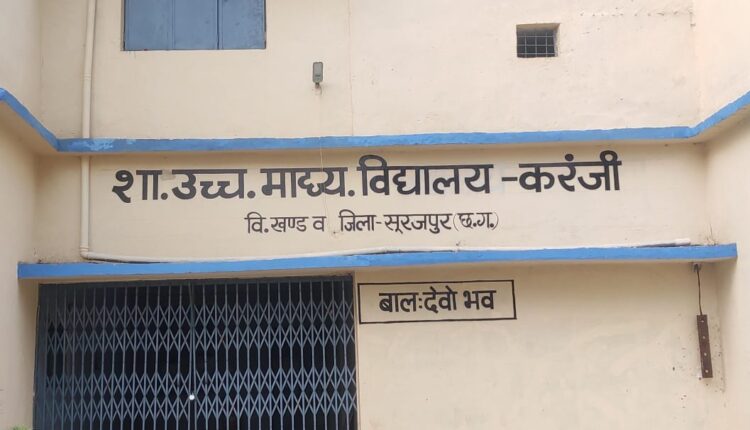 शा.उच्च.माध्य.विद्यालय-करंजी
वि.खण्ड व जिला-सूरजपुर(छ.ग.)
बालःदेवो भव